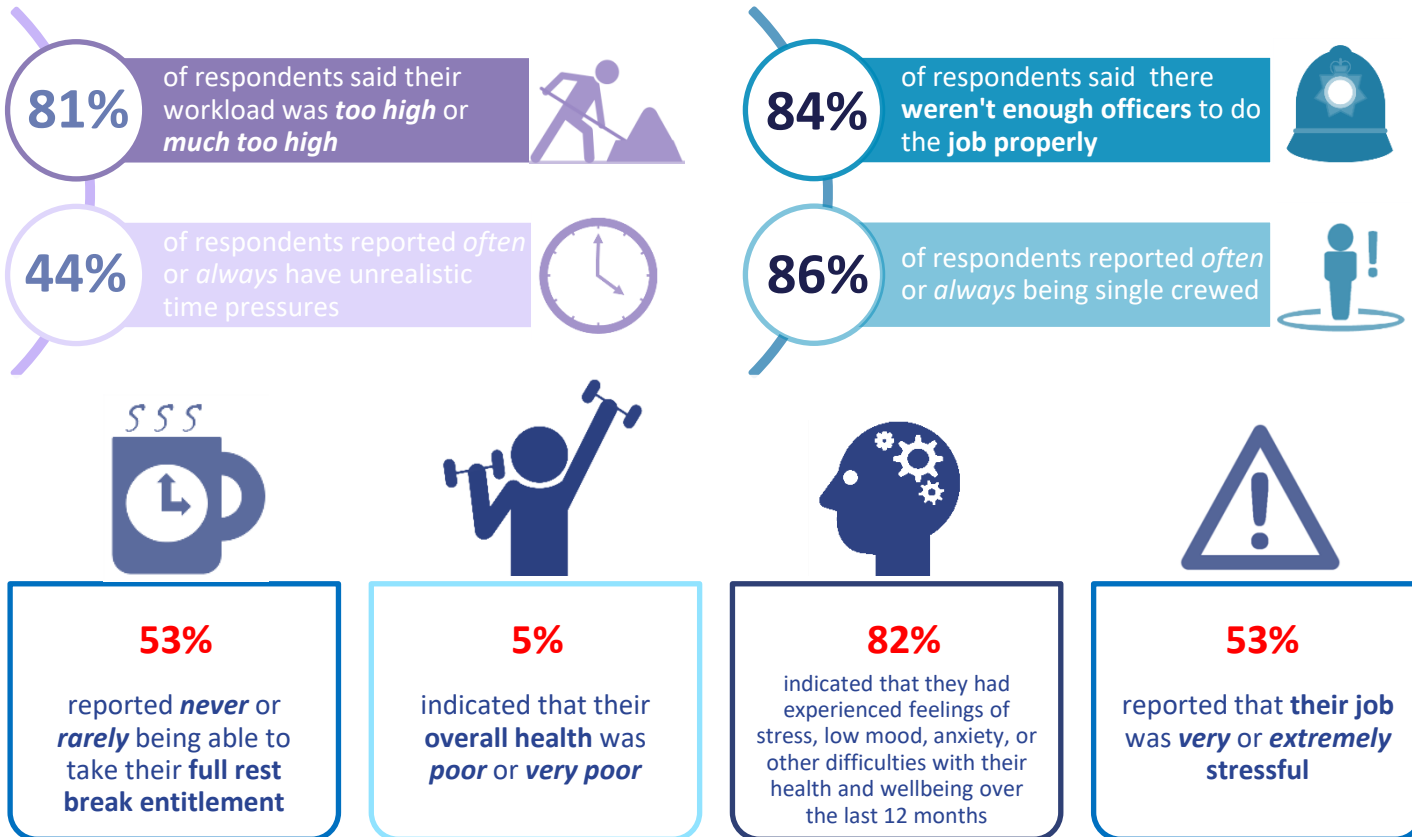 81%
of respondents said their
workload was too high or
much too high
84%
of respondents said there
weren't enough officers to do
the job properly
44%
of respondents reported often
or always have unrealistic
time pressures
86%
of respondents reported often
or always being single crewed
53%
reported never or
rarely being able to
take their full rest
break entitlement
5%
indicated that their
overall health was
poor or very poor
82%
indicated that they had
experienced feelings of
stress, low mood, anxiety, or
other difficulties with their
health and wellbeing over
the last 12 months
53%
reported that their job
was very or extremely
stressful